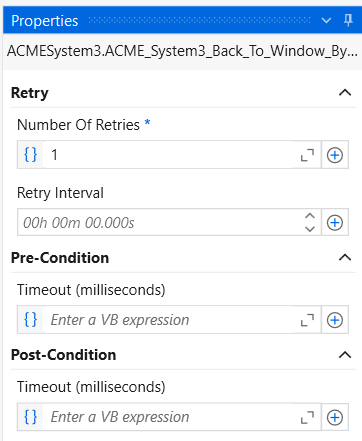 Properties
ACMESystem3.ACME_System3_Back_To_Window_By...
Retry
Number Of Retries *
{} 1
Retry Interval
00h 00m 00.000s
Pre-Condition
Timeout (milliseconds)
{} Enter a VB expression
Post-Condition
Timeout (milliseconds)
{} Enter a VB expression